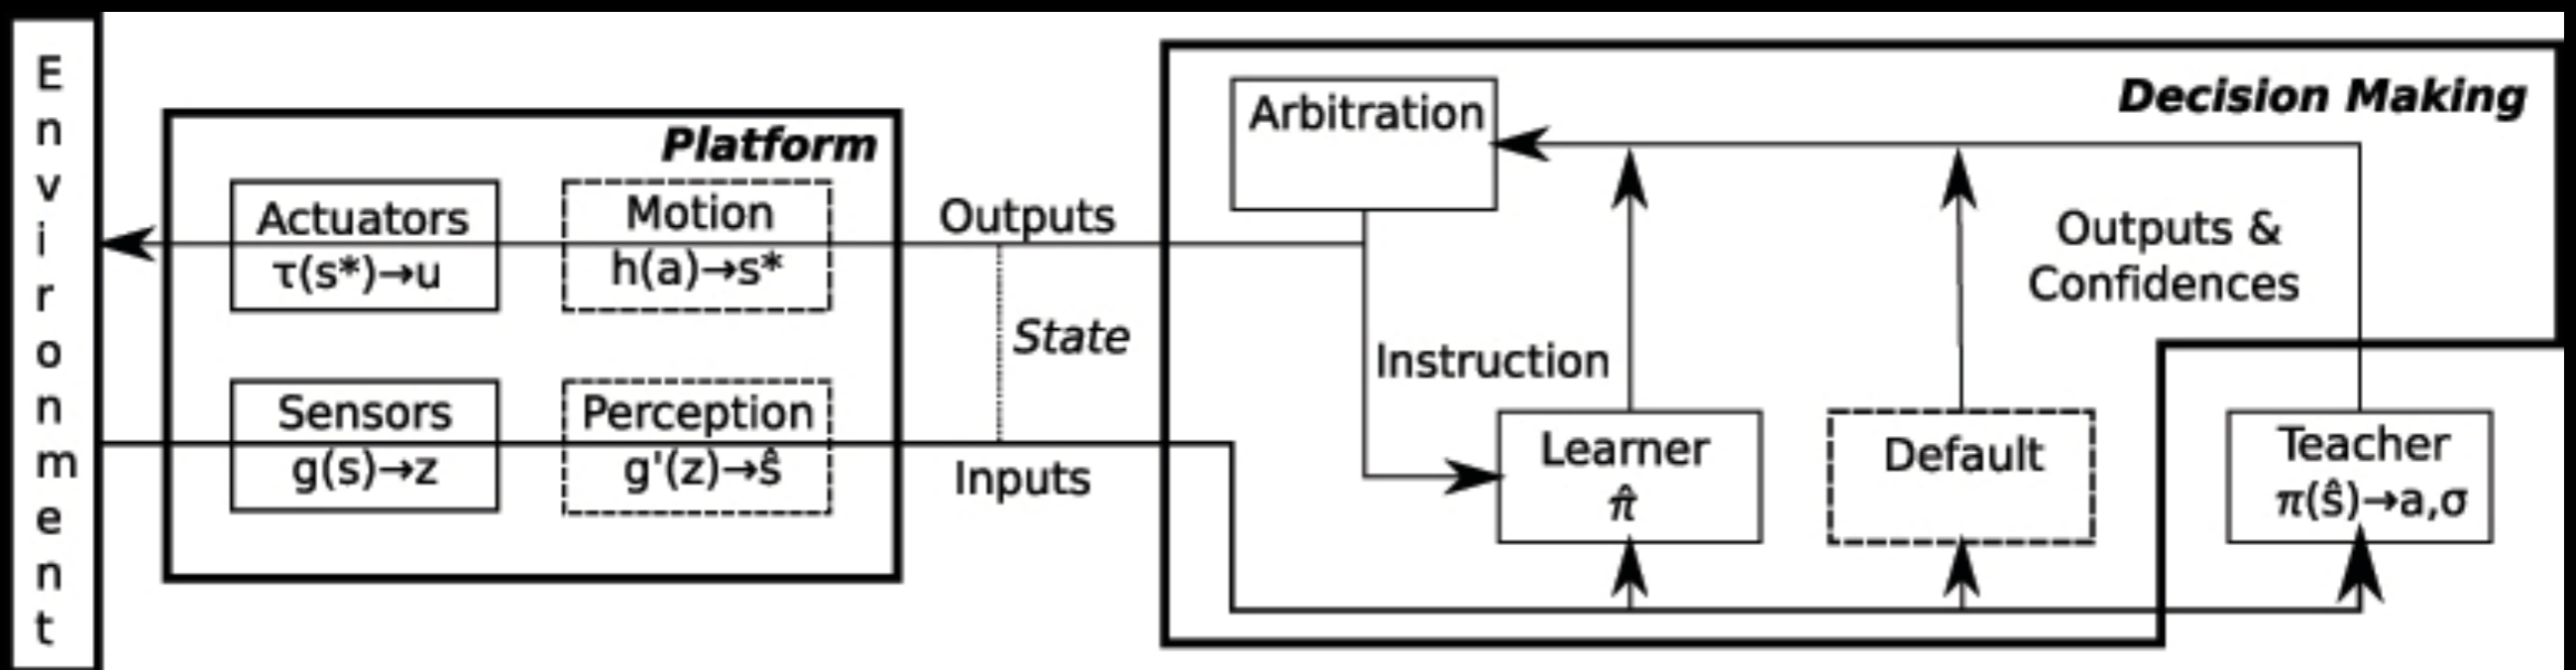 Environment
Platform
Actuators
τ(s*)→u
Motion
h(a)→s*
Sensors
g(s)→z
Perception
g'(z)→ŝ
Outputs
State
Inputs
Decision Making
Arbitration
Outputs &
Confidences
Instruction
Learner
π̂
Default
Teacher
π(ŝ)→a,σ